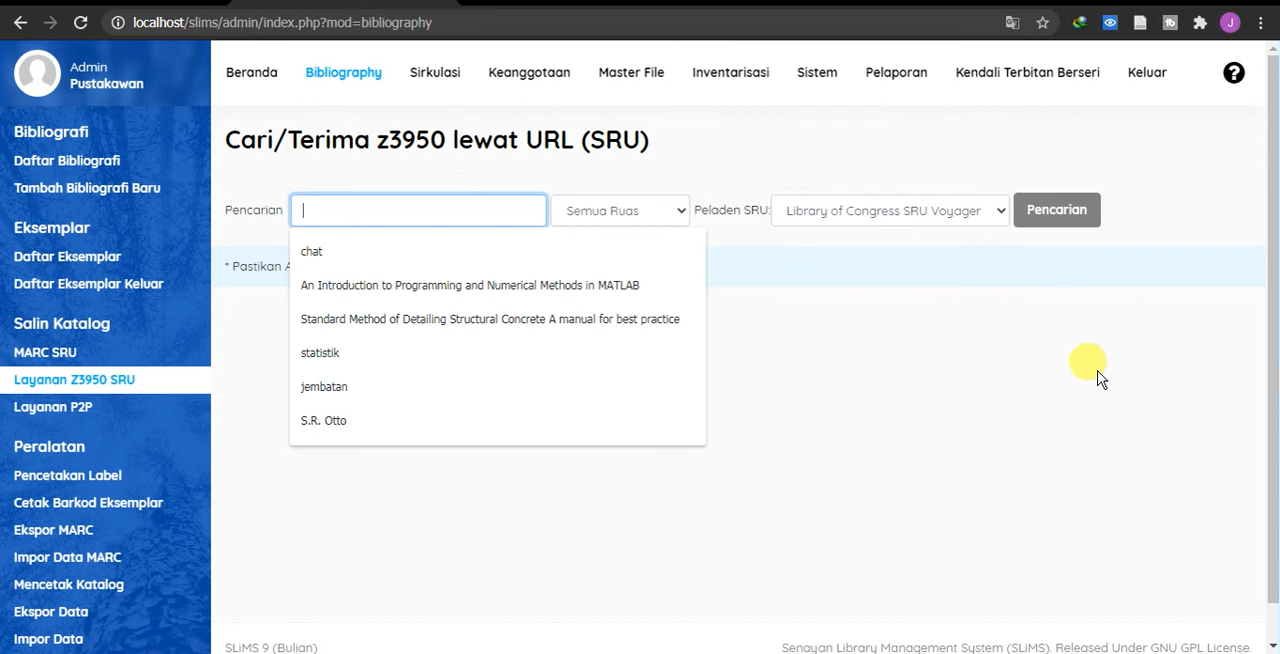 localhost/slims/admin/index.php?mod=bibliography
J
Admin
Pustakawan
Beranda Bibliography Sirkulasi Keanggotaan Master File Inventarisasi Sistem Pelaporan Kendali Terbitan Berseri Keluar
?
Bibliografi
Daftar Bibliografi
Tambah Bibliografi Baru
Eksemplar
Daftar Eksemplar
Daftar Eksemplar Keluar
Salin Katalog
MARC SRU
Layanan Z3950 SRU
Layanan P2P
Peralatan
Pencetakan Label
Cetak Barkod Eksemplar
Ekspor MARC
Impor Data MARC
Mencetak Katalog
Ekspor Data
Impor Data
Cari/Terima z3950 lewat URL (SRU)
Pencarian Semua Ruas Peladen SRU: Library of Congress SRU Voyager Pencarian
* Pastikan A
chat
An Introduction to Programming and Numerical Methods in MATLAB
Standard Method of Detailing Structural Concrete A manual for best practice
statistik
jembatan
S.R. Otto
SLiMS 9 (Bulian) Senayan Library Management System (SLiMS). Released Under GNU GPL License.